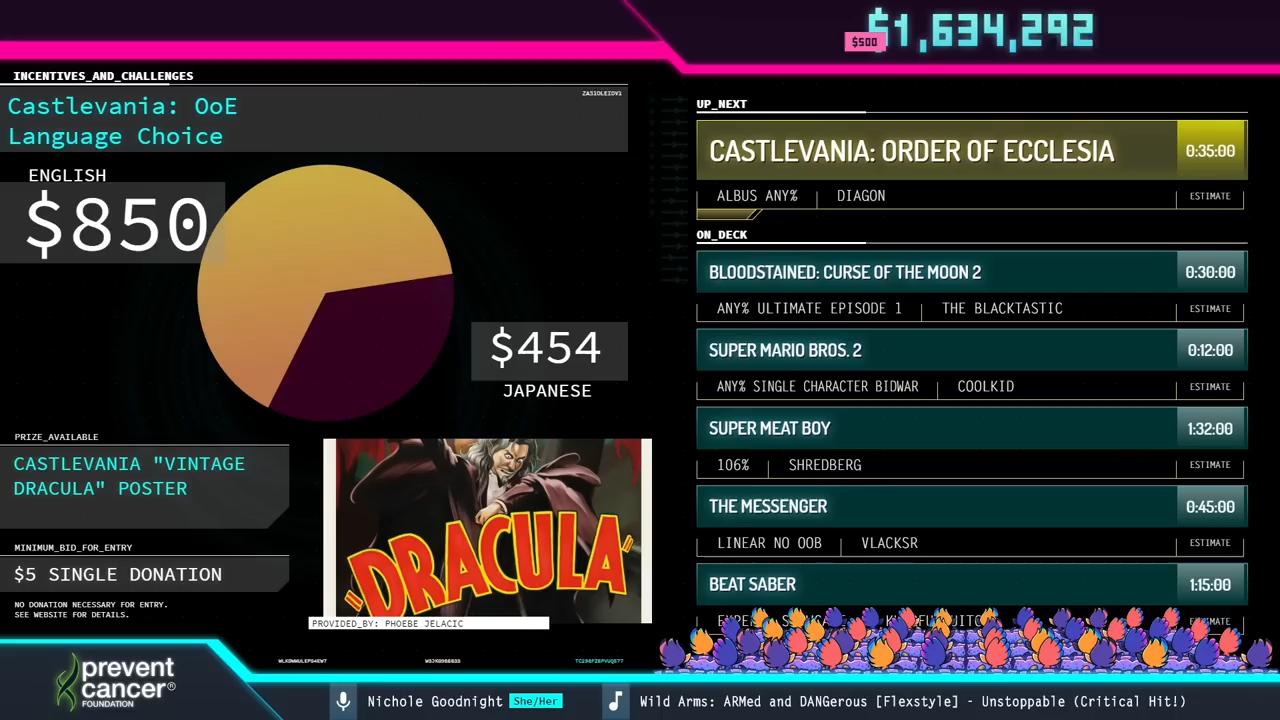 $1,634,292
$500
INCENTIVES_AND_CHALLENGES
Castlevania: OoE
Language Choice
ENGLISH
$850
$454
JAPANESE
PRIZE_AVAILABLE
CASTLEVANIA "VINTAGE
DRACULA" POSTER
MINIMUM_BID_FOR_ENTRY
$5 SINGLE DONATION
NO DONATION NECESSARY FOR ENTRY.
SEE WEBSITE FOR DETAILS.
"DRACULA"
PROVIDED_BY: PHOEBE JELACIC
UP_NEXT
CASTLEVANIA: ORDER OF ECCLESIA 0:35:00
ALBUS ANY% DIAGON ESTIMATE
ON_DECK
BLOODSTAINED: CURSE OF THE MOON 2 0:30:00
ANY% ULTIMATE EPISODE 1 THE BLACKTASTIC ESTIMATE
SUPER MARIO BROS. 2 0:12:00
ANY% SINGLE CHARACTER BIDWAR COOLKID ESTIMATE
SUPER MEAT BOY 1:32:00
106% SHREDBERG ESTIMATE
THE MESSENGER 0:45:00
LINEAR NO OOB VLACKSR ESTIMATE
BEAT SABER 1:15:00
prevent
cancer®
FOUNDATION
Nichole Goodnight She/Her
Wild Arms: ARMed and DANGerous [Flexstyle] - Unstoppable (Critical Hit!)